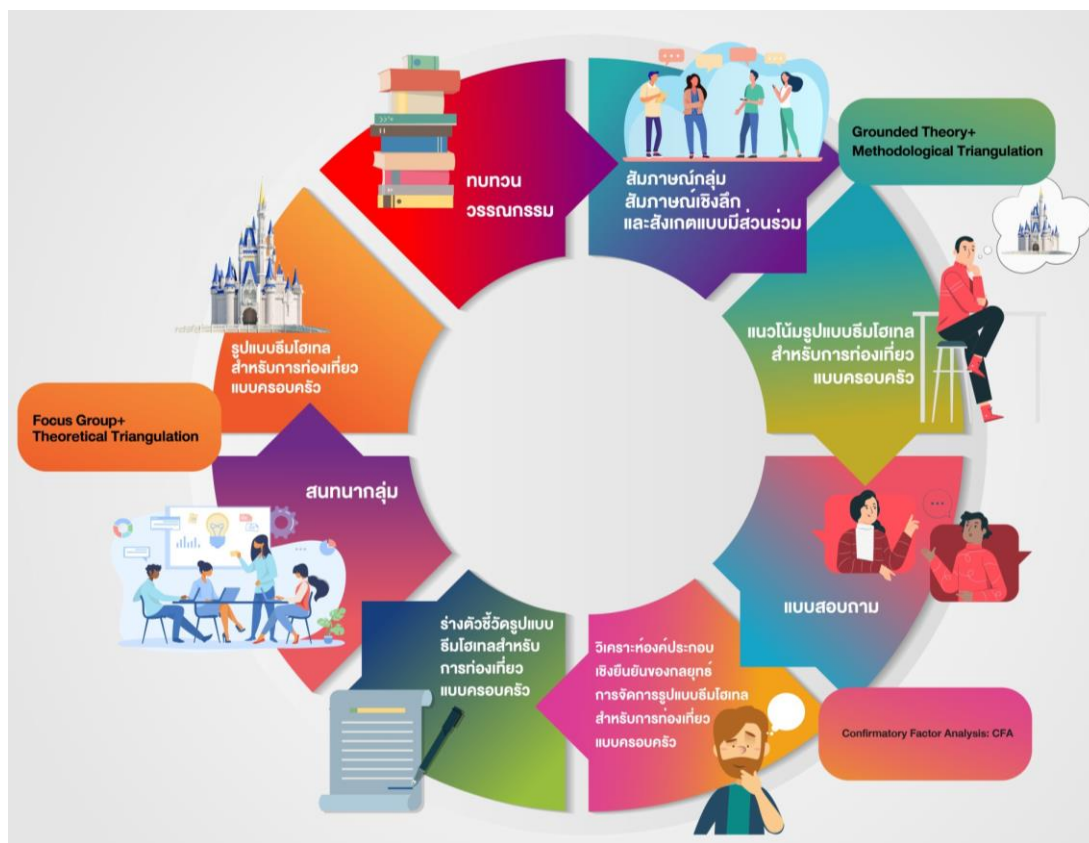 ทบทวน
วรรณกรรม
สัมภาษณ์กลุ่ม
สัมภาษณ์เชิงลึก
และสังเกตแบบมีส่วนร่วม
Grounded Theory+
Methodological Triangulation
แนวโน้มรูปแบบธีมโฮเทล
สำหรับการท่องเที่ยว
แบบครอบครัว
แบบสอบถาม
Confirmatory Factor Analysis: CFA
วิเคราะห์องค์ประกอบ
เชิงยืนยันของกลยุทธ์
การจัดการรูปแบบธีมโฮเทล
สำหรับการท่องเที่ยว
แบบครอบครัว
ร่างตัวชี้วัดรูปแบบ
ธีมโฮเทลสำหรับ
การท่องเที่ยว
แบบครอบครัว
สนทนากลุ่ม
Focus Group+
Theoretical Triangulation
รูปแบบธีมโฮเทล
สำหรับการท่องเที่ยว
แบบครอบครัว